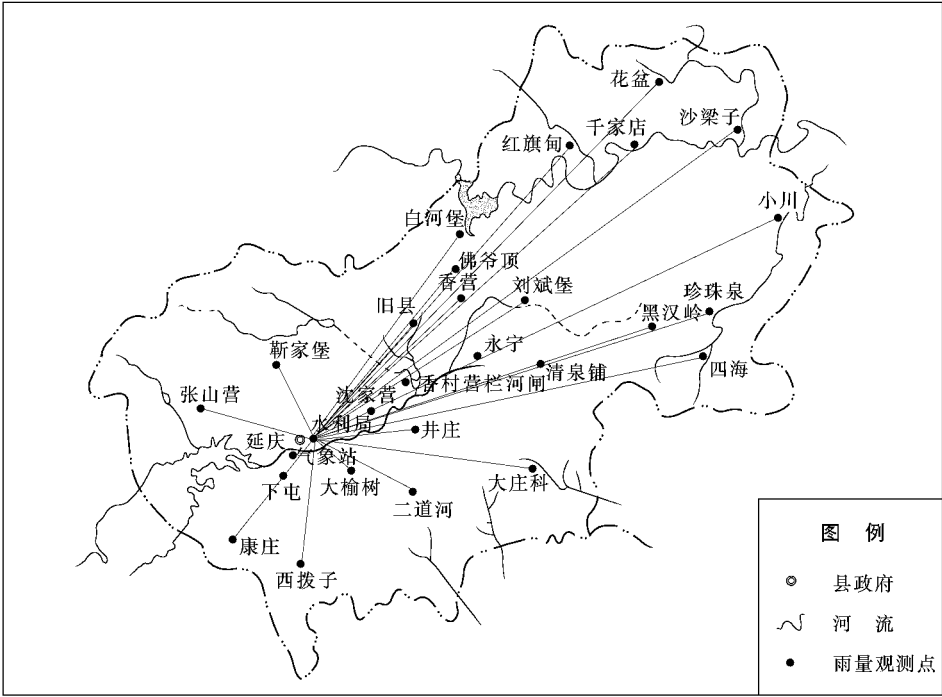 花盆
沙梁子
千家店
红旗甸
小川
白河堡
佛爷顶
香营
刘斌堡
珍珠泉
旧县
黑汉岭
永宁
靳家堡
清泉铺
四海
香村营栏河闸
张山营
沈家营
水利局
井庄
延庆
气象站
大榆树
大庄科
下屯
二道河
康庄
西拨子
图 例
县政府
河 流
雨量观测点